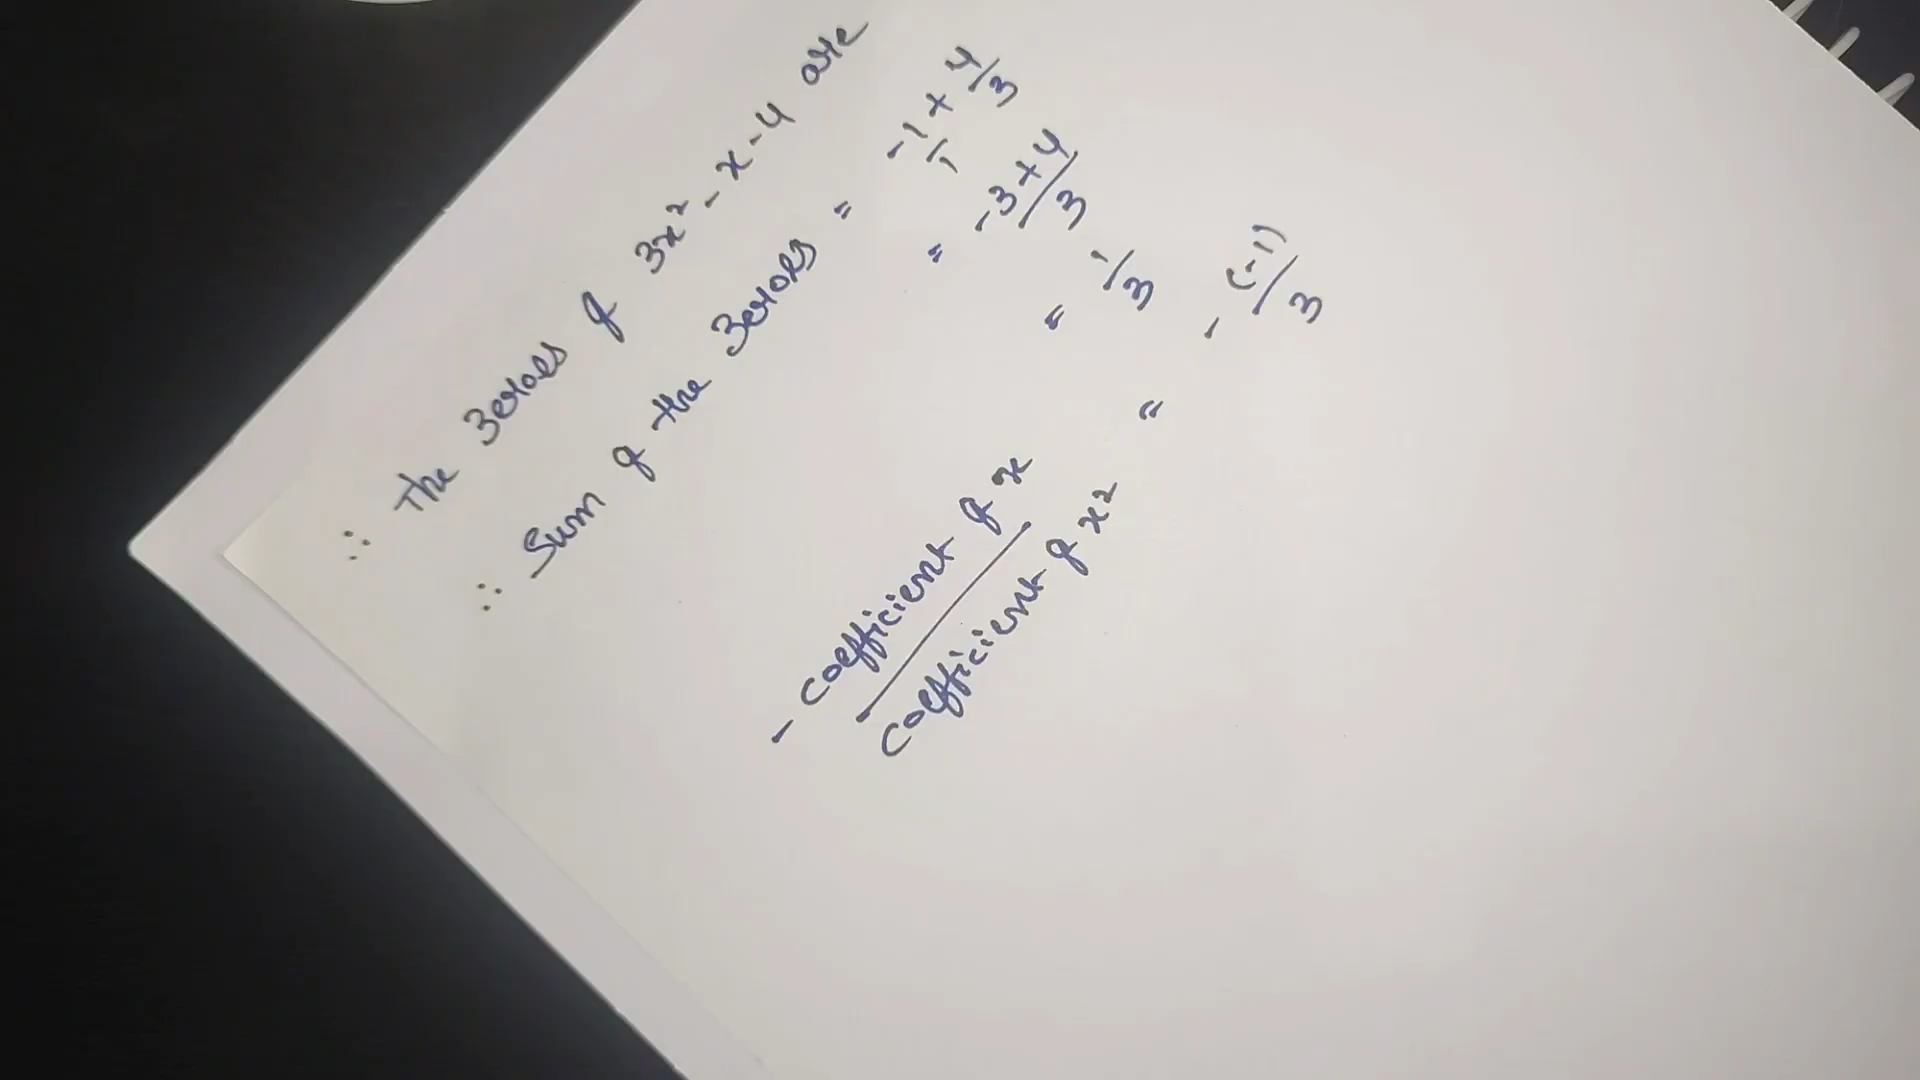 ∴ The zeroes of 3x² - x - 4 are
∴ Sum of the zeroes = -1/1 + 4/3
= -3+4/3
= 1/3
- coefficient of x / coefficient of x² = - (-1)/3